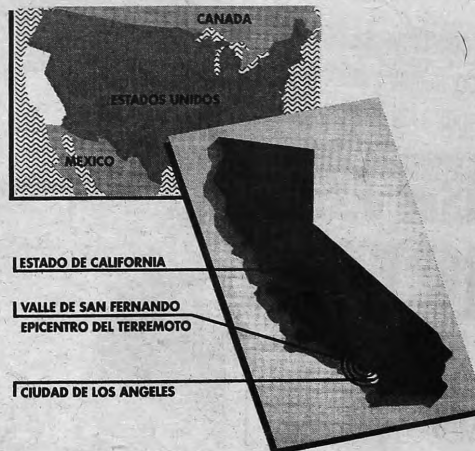 CANADA
ESTADOS UNIDOS
MEXICO
ESTADO DE CALIFORNIA
VALLE DE SAN FERNANDO
EPICENTRO DEL TERREMOTO
CIUDAD DE LOS ANGELES